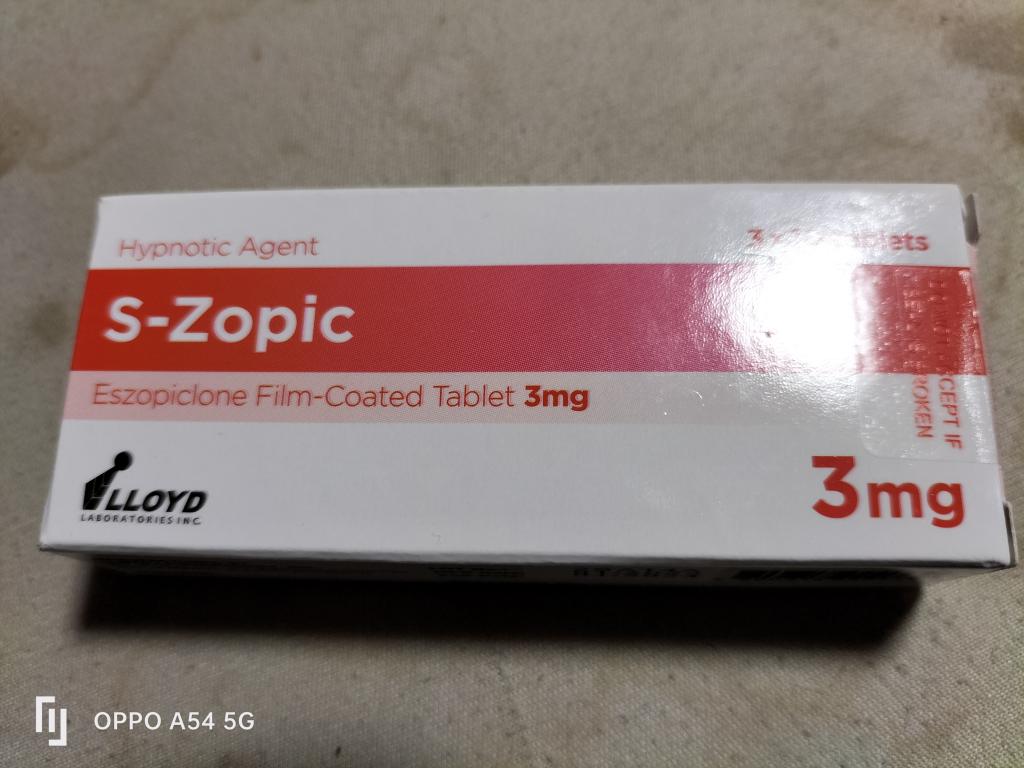 Hypnotic Agent
S-Zopic
Eszopiclone Film-Coated Tablet 3mg
LLOYD
LABORATORIES INC.
3mg
OPPO A54 5G